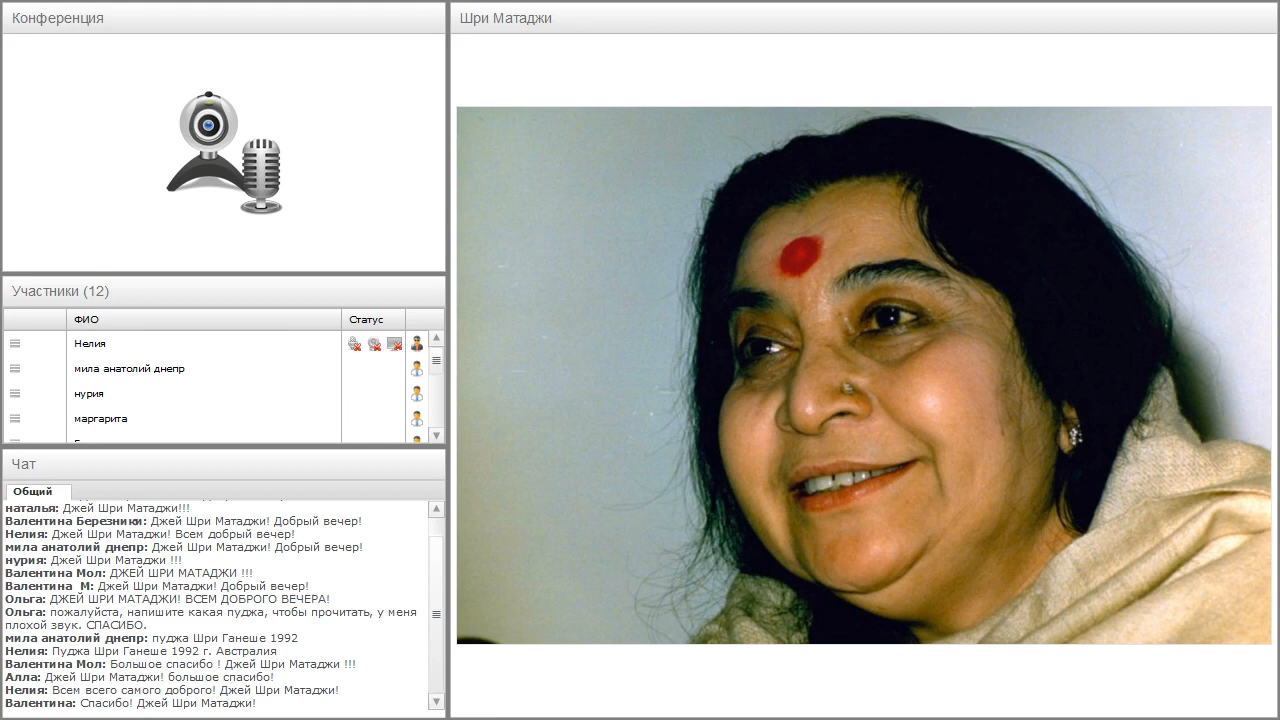 Конференция
Шри Матаджи
Участники (12)
ФИО
Статус
Нелия
мила анатолий днепр
нурия
маргарита
Чат
Общий
наталья: Джей Шри Матаджи!!!
Валентина Березники: Джей Шри Матаджи! Добрый вечер!
Нелия: Джей Шри Матаджи! Всем добрый вечер!
мила анатолий днепр: Джей Шри Матаджи! Добрый вечер!
нурия: Джей Шри Матаджи !!!
Валентина Мол: ДЖЕЙ ШРИ МАТАДЖИ !!!
Валентина_М: Джей Шри Матаджи! Добрый вечер!
Ольга: ДЖЕЙ ШРИ МАТАДЖИ! ВСЕМ ДОБРОГО ВЕЧЕРА!
Ольга: пожалуйста, напишите какая пуджа, чтобы прочитать, у меня
плохой звук. СПАСИБО.
мила анатолий днепр: пуджа Шри Ганеше 1992
Нелия: Пуджа Шри Ганеше 1992 г. Австралия
Валентина Мол: Большое спасибо ! Джей Шри Матаджи !!!
Алла: Джей Шри Матаджи! большое спасибо!
Нелия: Всем всего самого доброго! Джей Шри Матаджи!
Валентина: Спасибо! Джей Шри Матаджи!